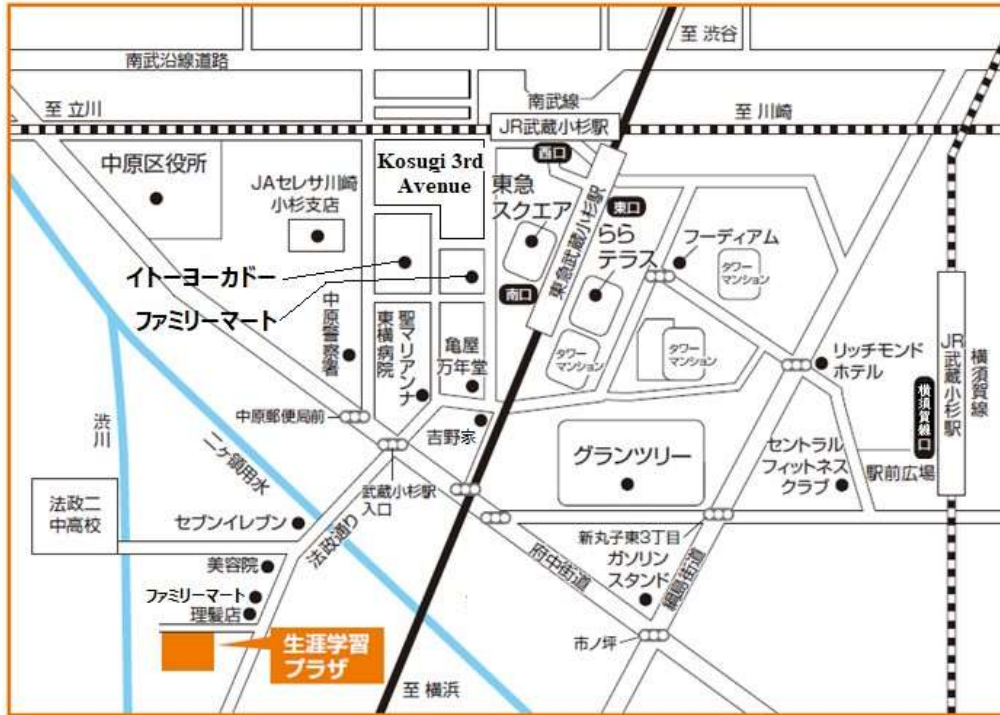 至 渋谷
南武沿線道路
至 立川
南武線
至 川崎
JR武蔵小杉駅
中原区役所
JAセレサ川崎
小杉支店
Kosugi 3rd
Avenue
西口
東急
スクエア
東急武蔵小杉駅
東口
らら
テラス
フーディアム
タワー
マンション
イトーヨーカドー
ファミリーマート
南口
中原警察署
聖マリアンナ
東横病院
亀屋
万年堂
タワー
マンション
タワー
マンション
リッチモンド
ホテル
JR武蔵小杉駅
横須賀線
横須賀線口
中原郵便局前
吉野家
渋川
二ヶ領用水
グランツリー
セントラル
フィットネス
クラブ
駅前広場
法政二
中高校
武蔵小杉駅
入口
セブンイレブン
法政通り
新丸子東3丁目
ガソリン
スタンド
府中街道
綱島街道
美容院
ファミリーマート
理髪店
市ノ坪
生涯学習
プラザ
至 横浜